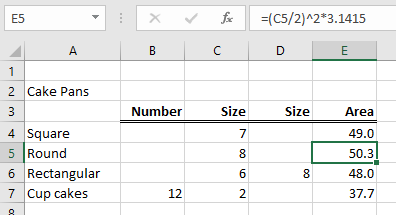 E5 fx =(C5/2)^2*3.1415
A B C D E
1
2 Cake Pans
3 Number Size Size Area
4 Square 7 49.0
5 Round 8 50.3
6 Rectangular 6 8 48.0
7 Cup cakes 12 2 37.7
8